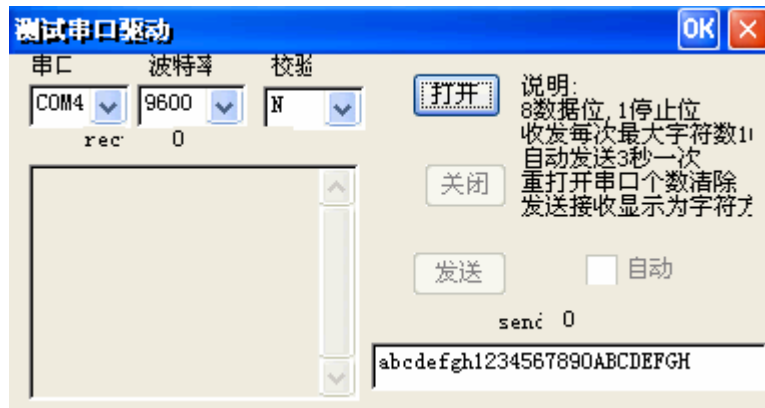 测试串口驱动 OK
串口 波特率 校验
COM4 9600 N
打开
rec 0
说明:
8数据位, 1停止位
收发每次最大字符数1
自动发送3秒一次
重打开串口个数清除
发送接收显示为字符
关闭
发送
自动
send 0
abcdefgh1234567890ABCDEFGH